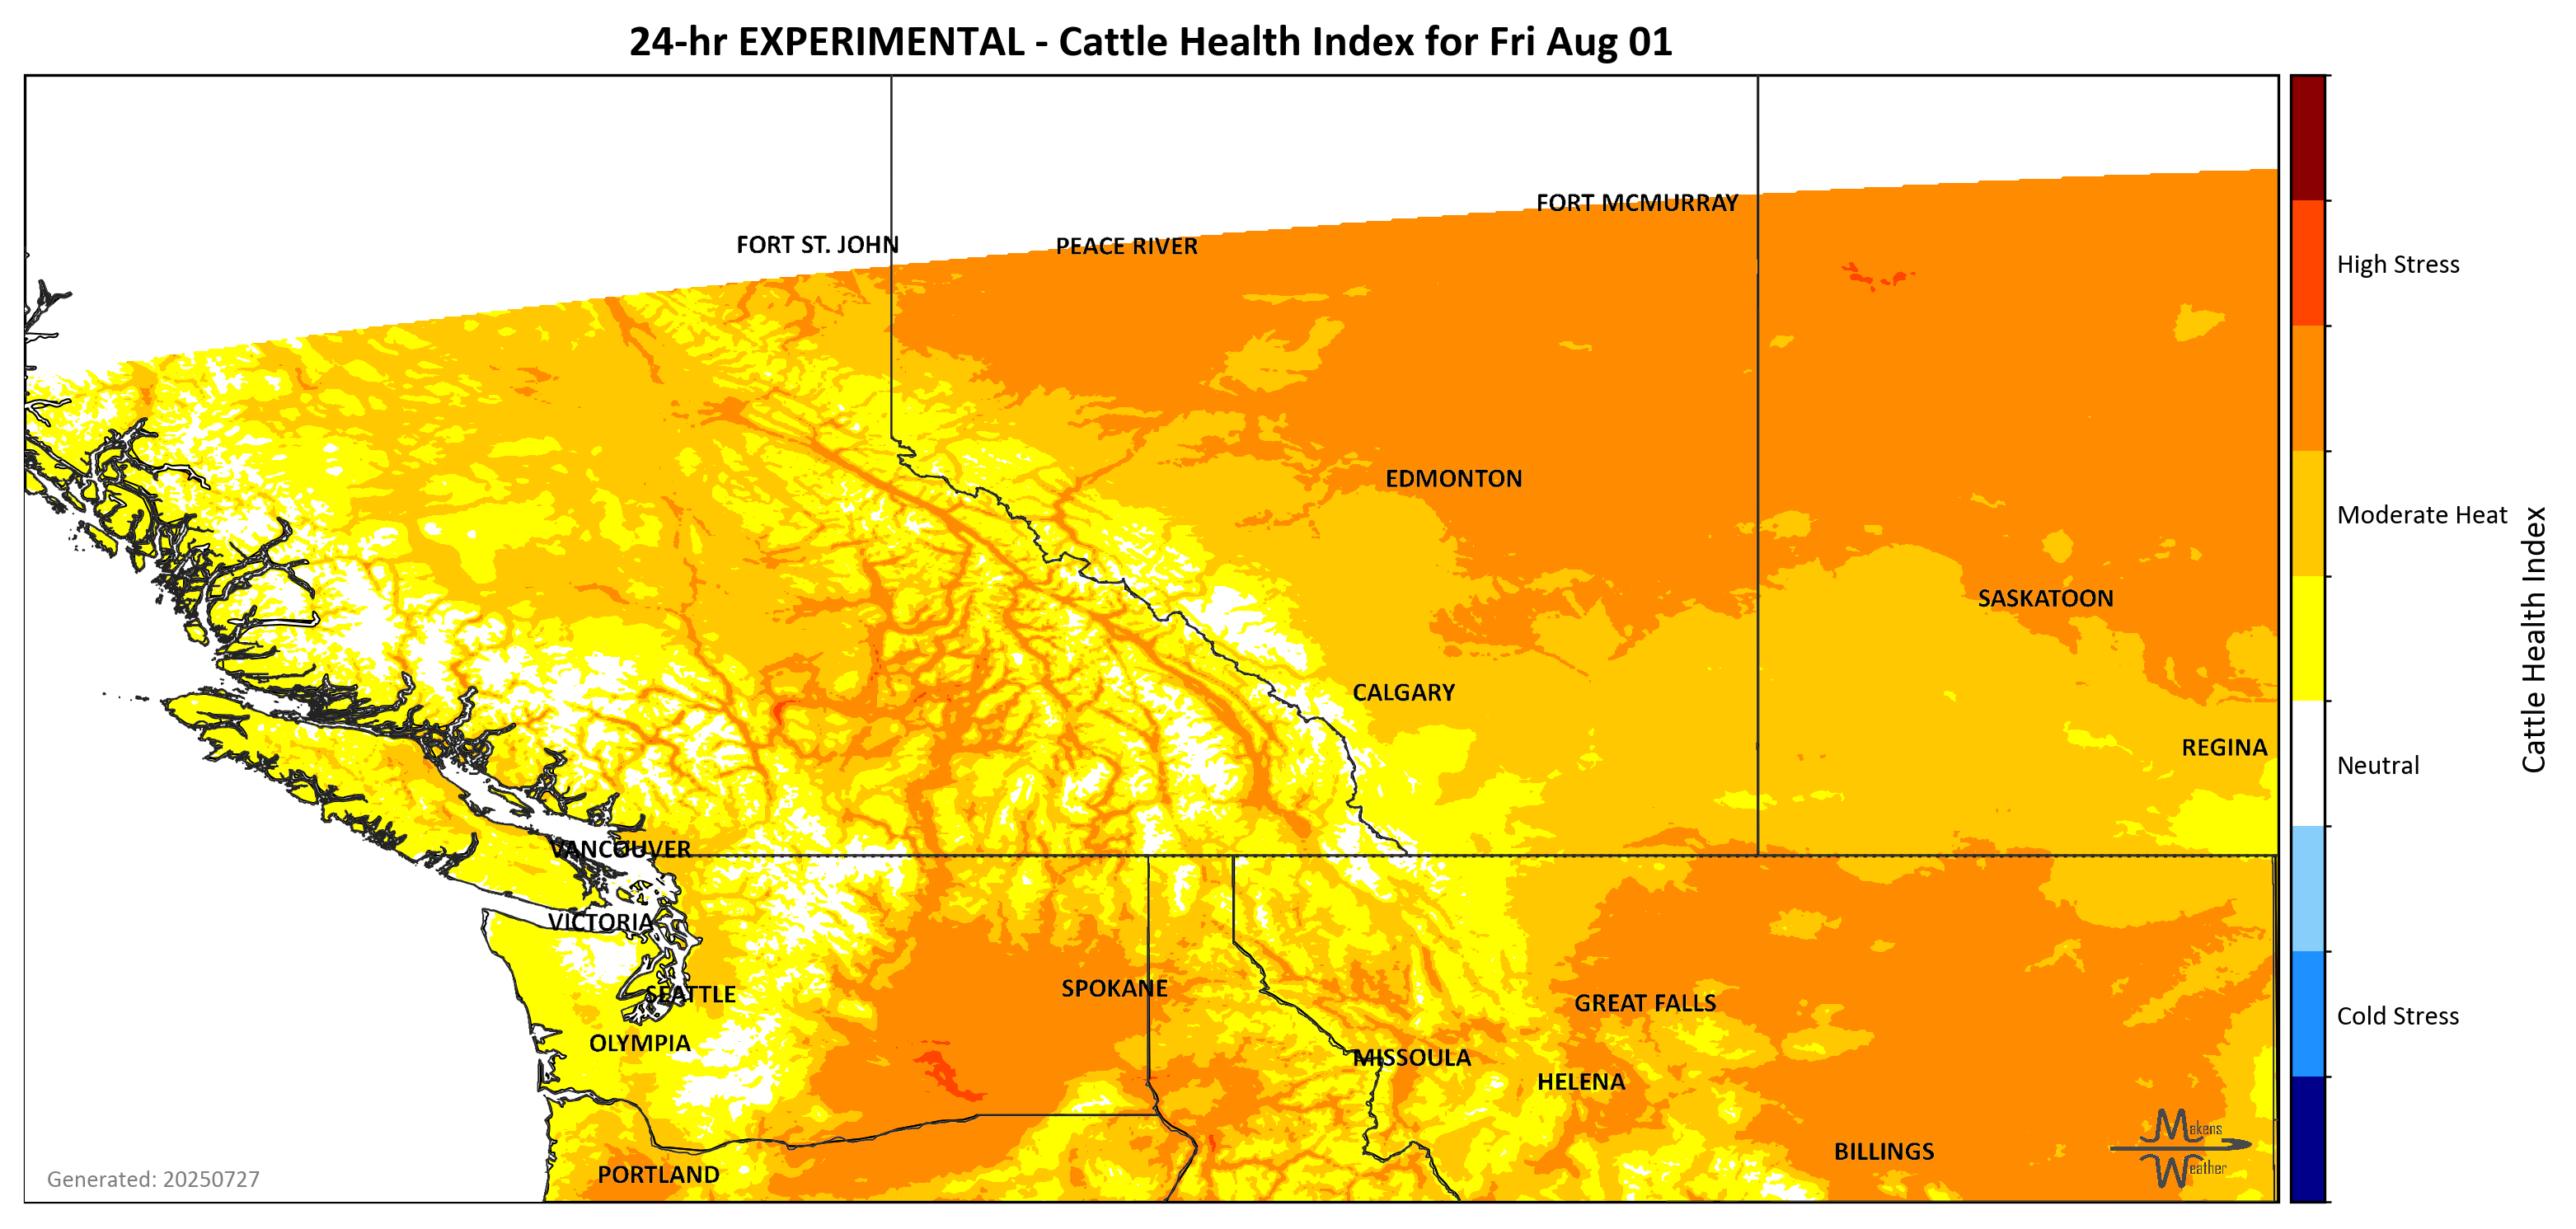 24-hr EXPERIMENTAL - Cattle Health Index for Fri Aug 01
FORT MCMURRAY
FORT ST. JOHN
PEACE RIVER
High Stress
EDMONTON
Moderate Heat
SASKATOON
Cattle Health Index
CALGARY
REGINA
Neutral
VANCOUVER
VICTORIA
SPOKANE
SEATTLE
GREAT FALLS
Cold Stress
OLYMPIA
MISSOULA
HELENA
Makens
Weather
BILLINGS
PORTLAND
Generated: 20250727